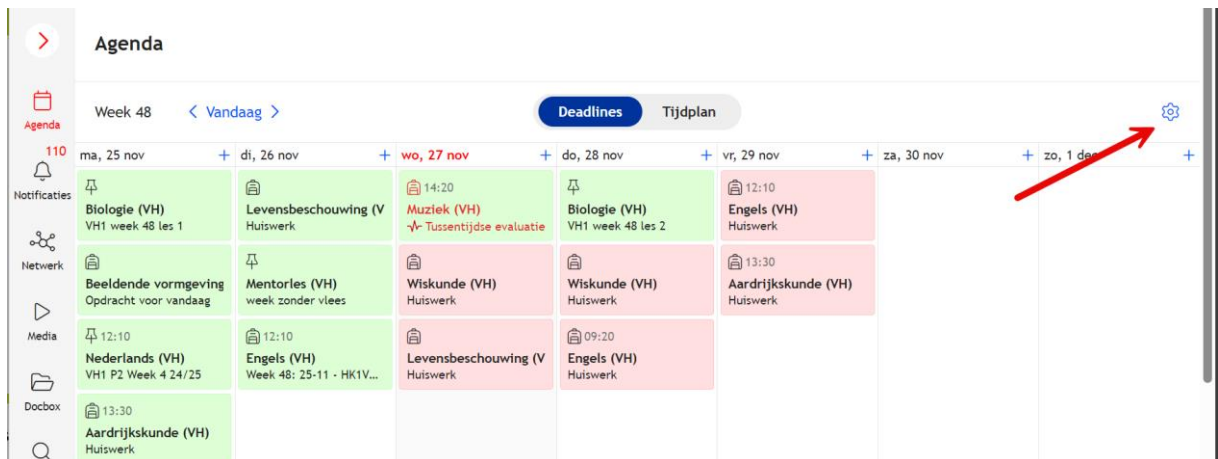 Agenda
Week 48
Vandaag
Deadlines
Tijdplan
Agenda
110
Notificaties
Netwerk
Media
Docbox
ma, 25 nov
di, 26 nov
wo, 27 nov
do, 28 nov
vr, 29 nov
za, 30 nov
zo, 1 dec
Biologie (VH)
VH1 week 48 les 1
Beeldende vormgeving
Opdracht voor vandaag
12:10
Nederlands (VH)
VH1 P2 Week 4 24/25
13:30
Aardrijkskunde (VH)
Huiswerk
Levensbeschouwing (V
Huiswerk
Mentorles (VH)
week zonder vlees
12:10
Engels (VH)
Week 48: 25-11 - HK1V...
14:20
Muziek (VH)
Tussentijdse evaluatie
Wiskunde (VH)
Huiswerk
Levensbeschouwing (V
Huiswerk
Biologie (VH)
VH1 week 48 les 2
Wiskunde (VH)
Huiswerk
09:20
Engels (VH)
Huiswerk
12:10
Engels (VH)
Huiswerk
13:30
Aardrijkskunde (VH)
Huiswerk